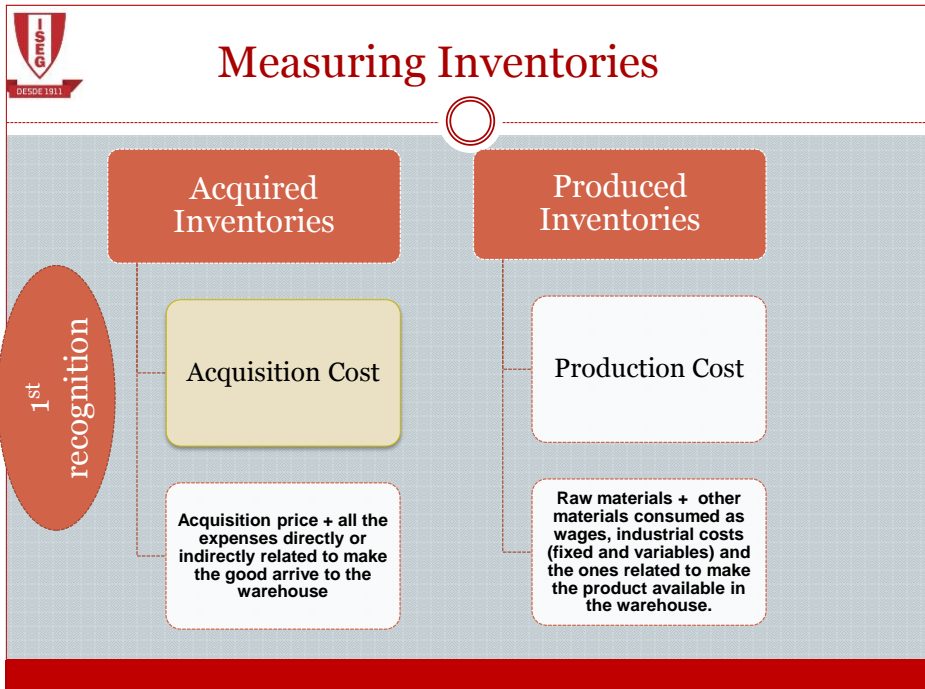 ISEG
DESDE 1911
Measuring Inventories
Acquired
Inventories
Produced
Inventories
1st
recognition
Acquisition Cost
Production Cost
Acquisition price + all the
expenses directly or
indirectly related to make
the good arrive to the
warehouse
Raw materials + other
materials consumed as
wages, industrial costs
(fixed and variables) and
the ones related to make
the product available in
the warehouse.